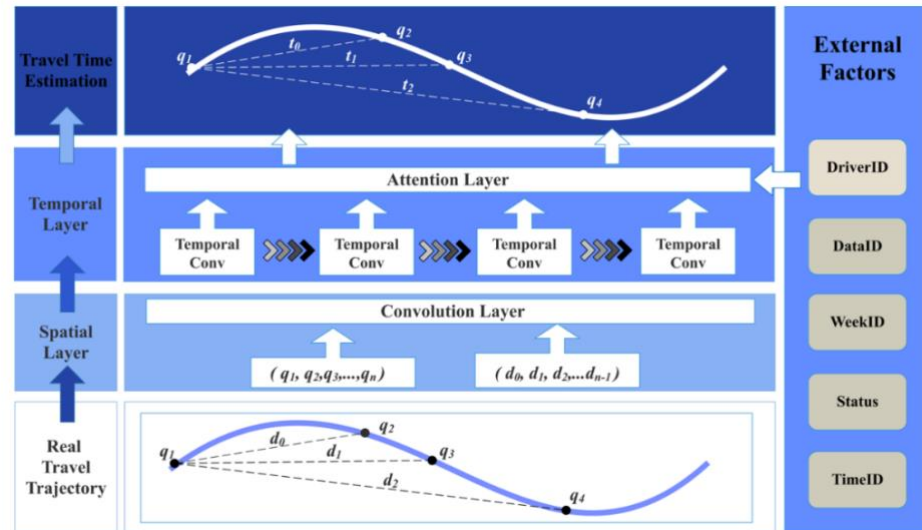 Travel Time
Estimation
q1
q2
q3
q4
t0
t1
t2
External
Factors
DriverID
DataID
WeekID
Status
TimeID
Temporal
Layer
Attention Layer
Temporal
Conv
Temporal
Conv
Temporal
Conv
Temporal
Conv
Spatial
Layer
Convolution Layer
( q1, q2,q3,...,qn )
( d0, d1, d2,...dn-1 )
Real
Travel
Trajectory
q1
q2
q3
q4
d0
d1
d2